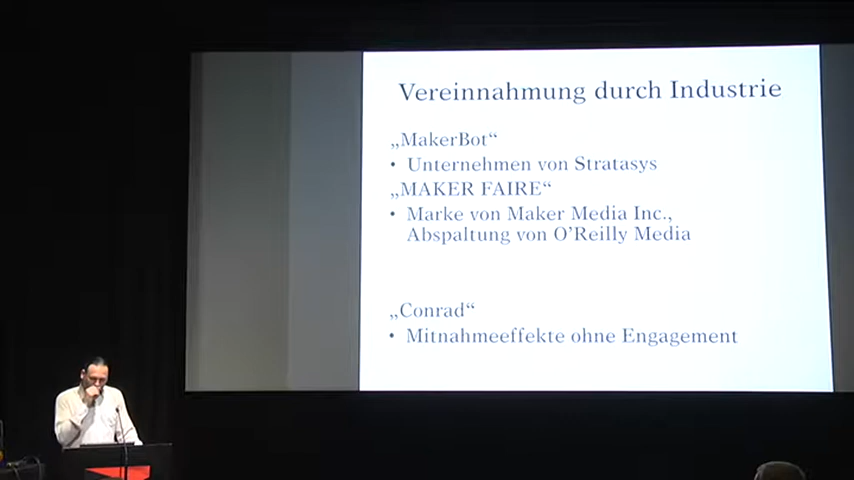 Vereinnahmung durch Industrie
„MakerBot“
• Unternehmen von Stratasys
„MAKER FAIRE“
• Marke von Maker Media Inc.,
Abspaltung von O’Reilly Media
„Conrad“
• Mitnahmeeffekte ohne Engagement